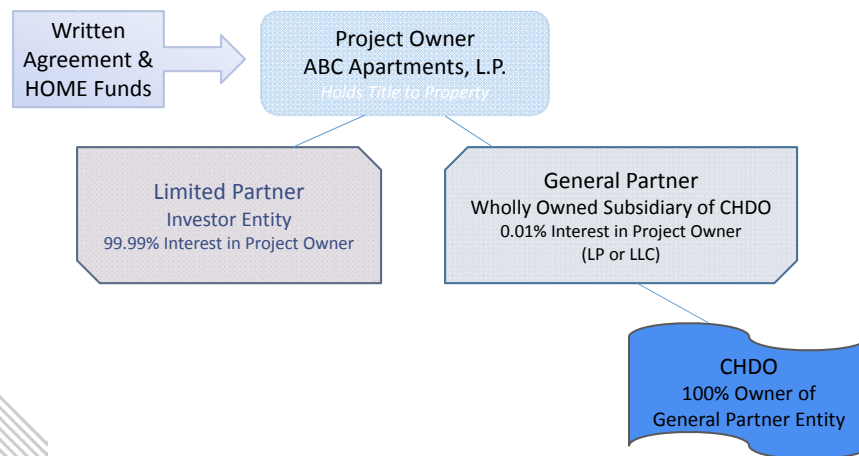 Written
Agreement &
HOME Funds
Project Owner
ABC Apartments, L.P.
Holds Title to Property
Limited Partner
Investor Entity
99.99% Interest in Project Owner
General Partner
Wholly Owned Subsidiary of CHDO
0.01% Interest in Project Owner
(LP or LLC)
CHDO
100% Owner of
General Partner Entity